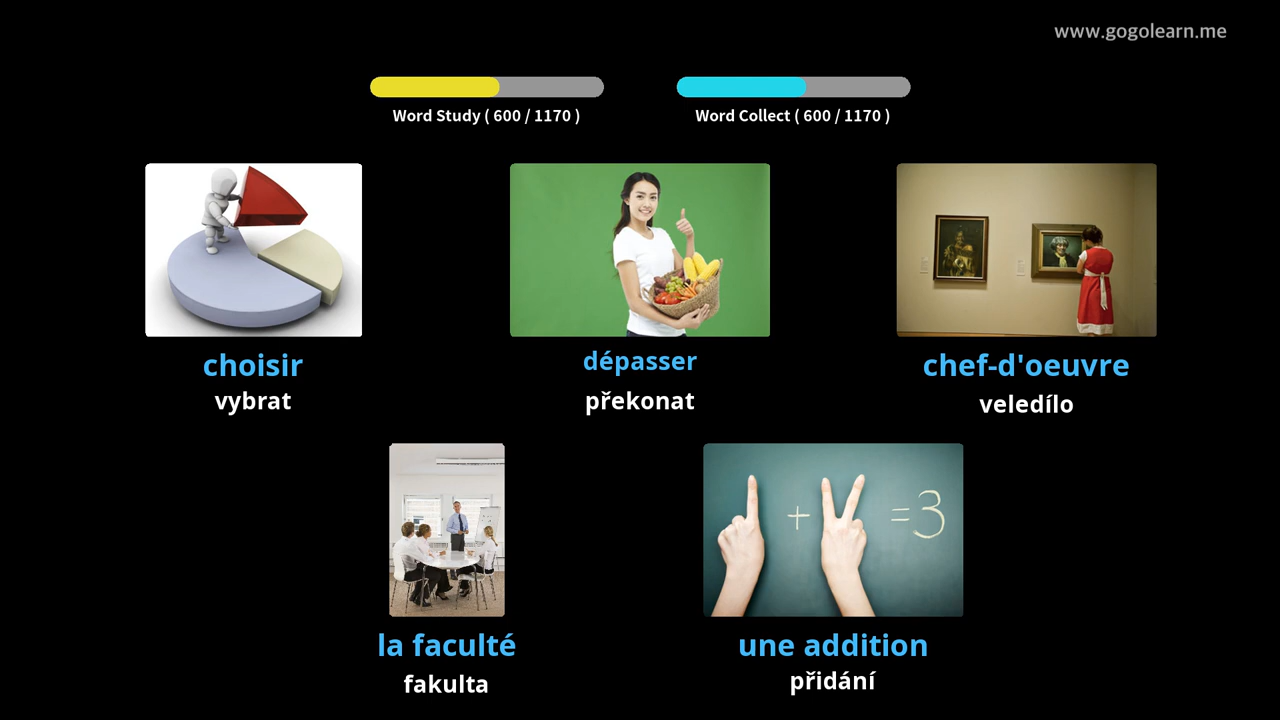 www.gogolearn.me
Word Study ( 600 / 1170 )
Word Collect ( 600 / 1170 )
choisir
vybrat
dépasser
překonat
chef-d'oeuvre
veledílo
+ =3
la faculté
fakulta
une addition
přidání